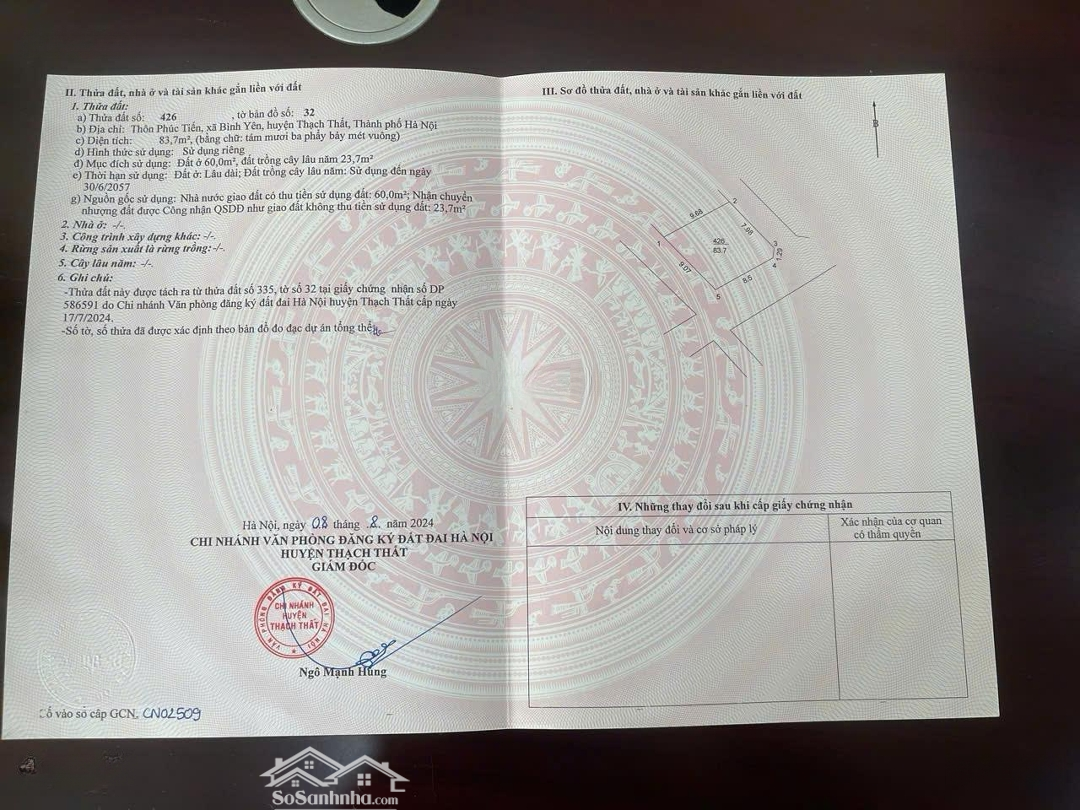 II. Thửa đất, nhà ở và tài sản khác gắn liền với đất
1. Thửa đất:
a) Thửa đất số: 426 , tờ bản đồ số: 32
b) Địa chỉ: Thôn Phúc Tiến, xã Bình Yên, huyện Thạch Thất, Thành phố Hà Nội
c) Diện tích: 83,7m², (bằng chữ: tám mươi ba phẩy bảy mét vuông)
d) Hình thức sử dụng: Sử dụng riêng
đ) Mục đích sử dụng: Đất ở 60,0m², đất trồng cây lâu năm 23,7m²
e) Thời hạn sử dụng: Đất ở: Lâu dài; Đất trồng cây lâu năm: Sử dụng đến ngày
30/6/2057
g) Nguồn gốc sử dụng: Nhà nước giao đất có thu tiền sử dụng đất: 60,0m²; Nhận chuyển
nhượng đất được Công nhận QSDĐ như giao đất không thu tiền sử dụng đất: 23,7m²
2. Nhà ở: -/-.
3. Công trình xây dựng khác: -/-.
4. Rừng sản xuất là rừng trồng: -/-.
5. Cây lâu năm: -/-.
6. Ghi chú:
-Thửa đất này được tách ra từ thửa đất số 335, tờ số 32 tại giấy chứng nhận số DP
586591 do Chi nhánh Văn phòng đăng ký đất đai Hà Nội huyện Thạch Thất cấp ngày
17/7/2024.
-Số tờ, số thửa đã được xác định theo bản đồ đo đạc dự án tổng thể
Hà Nội, ngày 08 tháng 8. năm 2024
CHI NHÁNH VĂN PHÒNG ĐĂNG KÝ ĐẤT ĐAI HÀ NỘI
HUYỆN THẠCH THẤT
GIÁM ĐỐC
VĂN PHÒNG ĐĂNG KÝ ĐẤT ĐAI HÀ NỘI
CHI NHÁNH
HUYỆN
THẠCH THẤT
Ngô Mạnh Hùng
Số vào sổ cấp GCN. CN02509
III. Sơ đồ thửa đất, nhà ở và tài sản khác gắn liền với đất
B
2
9.68
7.98
1
426
83.7
3
1.29
4
9.07
8.5
5
IV. Những thay đổi sau khi cấp giấy chứng nhận
Nội dung thay đổi và cơ sở pháp lý
Xác nhận của cơ quan
có thẩm quyền
SoSanhnha.com